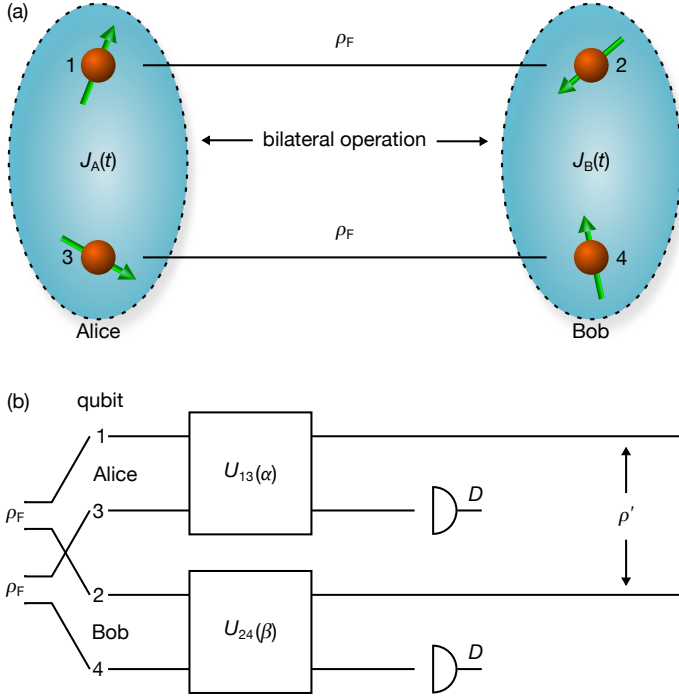 (a)
ρF
1
2
bilateral operation
JA(t)
JB(t)
ρF
3
4
Alice
Bob
(b)
qubit
1
U13(α)
Alice
D
3
ρF
ρ′
ρF
2
U24(β)
Bob
D
4